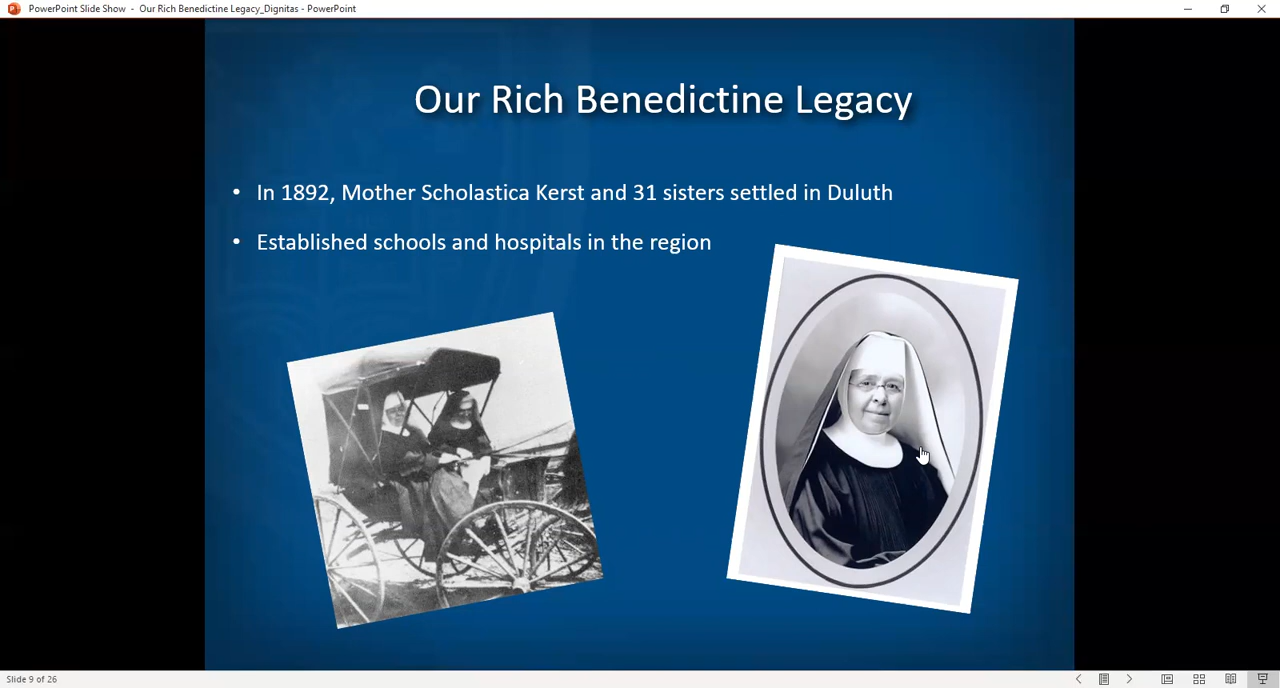 PowerPoint Slide Show - Our Rich Benedictine Legacy_Dignitas - PowerPoint
Our Rich Benedictine Legacy
• In 1892, Mother Scholastica Kerst and 31 sisters settled in Duluth
• Established schools and hospitals in the region
Slide 9 of 26